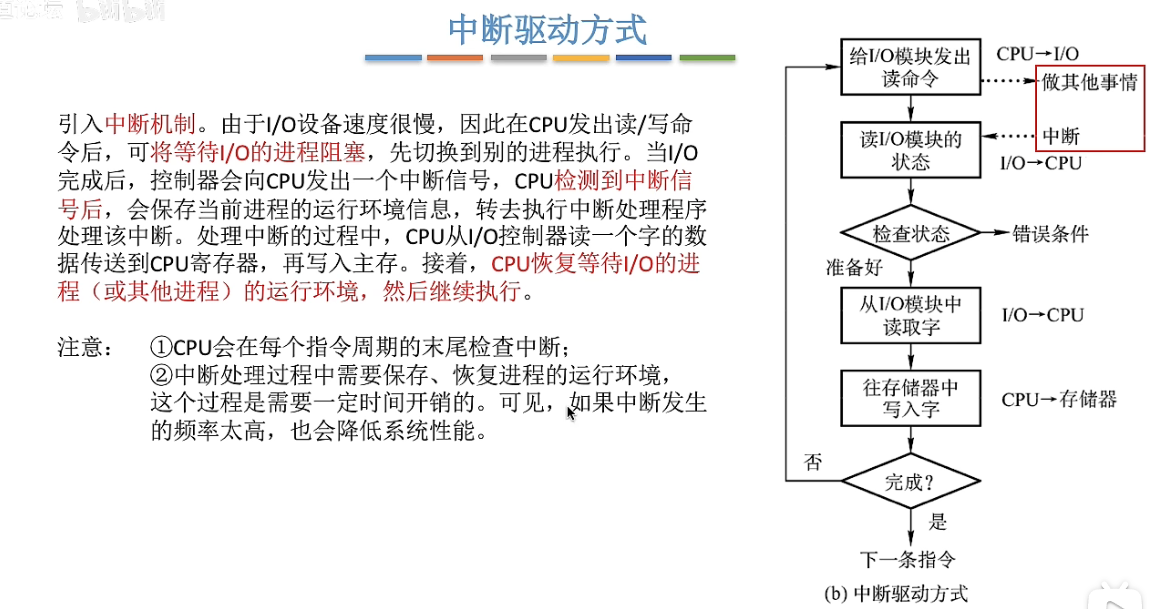 中断驱动方式
引入中断机制。由于I/O设备速度很慢，因此在CPU发出读/写命
令后，可将等待I/O的进程阻塞，先切换到别的进程执行。当I/O
完成后，控制器会向CPU发出一个中断信号，CPU检测到中断信
号后，会保存当前进程的运行环境信息，转去执行中断处理程序
处理该中断。处理中断的过程中，CPU从I/O控制器读一个字的数
据传送到CPU寄存器，再写入主存。接着，CPU恢复等待I/O的进
程（或其他进程）的运行环境，然后继续执行。
注意：　①CPU会在每个指令周期的末尾检查中断；
②中断处理过程中需要保存、恢复进程的运行环境，
这个过程是需要一定时间开销的。可见，如果中断发生
的频率太高，也会降低系统性能。
给I/O模块发出
读命令
CPU→I/O
做其他事情
中断
读I/O模块的
状态
I/O→CPU
检查状态
错误条件
准备好
从I/O模块中
读取字
I/O→CPU
往存储器中
写入字
CPU→存储器
否
完成？
是
下一条指令
(b) 中断驱动方式